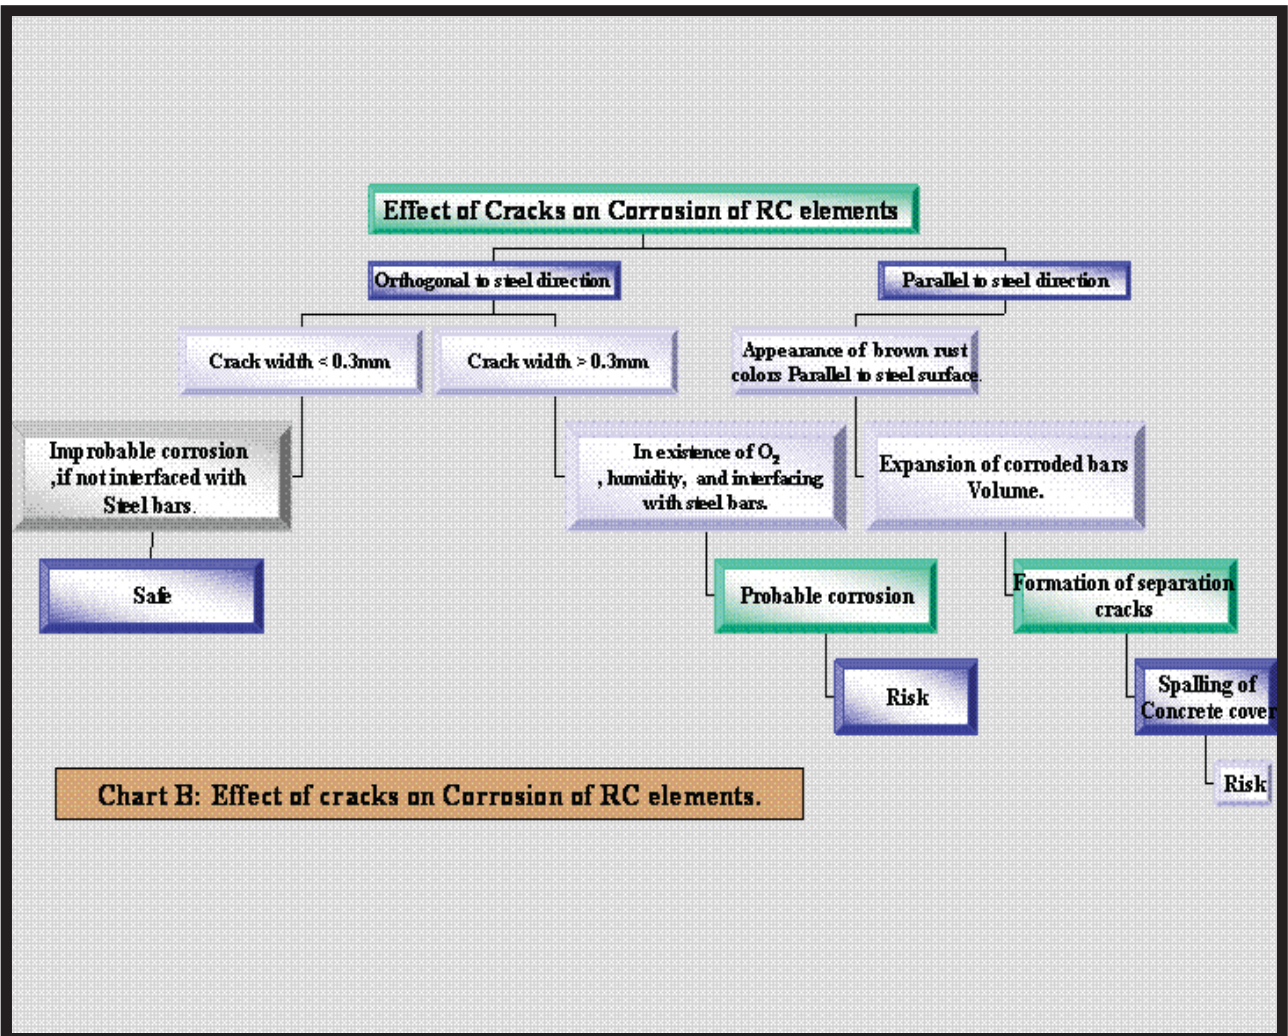 Effect of Cracks on Corrosion of RC elements
Orthogonal to steel direction
Parallel to steel direction
Crack width < 0.3mm
Crack width > 0.3mm
Appearance of brown rust
colors Parallel to steel surface.
Improbable corrosion
,if not interfaced with
Steel bars.
In existence of O₂
, humidity, and interfacing
with steel bars.
Expansion of corroded bars
Volume.
Safe
Probable corrosion
Formation of separation
cracks
Risk
Spalling of
Concrete cover
Risk
Chart B: Effect of cracks on Corrosion of RC elements.